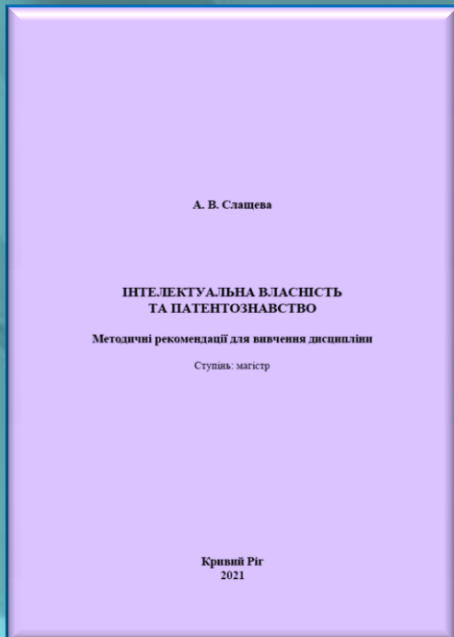 А. В. Слащева
ІНТЕЛЕКТУАЛЬНА ВЛАСНІСТЬ
ТА ПАТЕНТОЗНАВСТВО
Методичні рекомендації для вивчення дисципліни
Ступінь: магістр
Кривий Ріг
2021